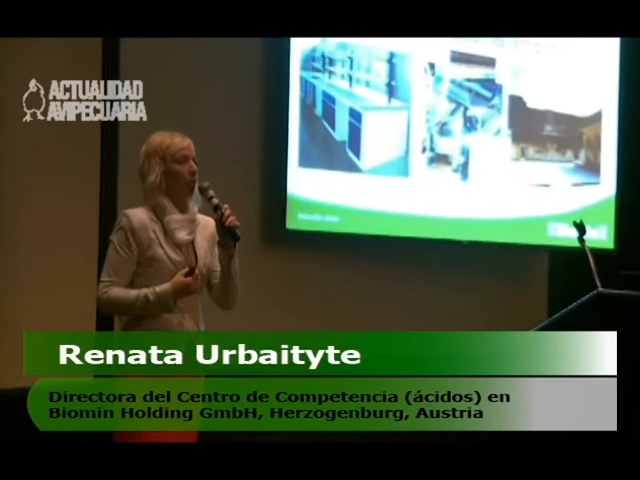 ACTUALIDAD
AVIPECUARIA
Renata Urbaityte
Directora del Centro de Competencia (ácidos) en
Biomin Holding GmbH, Herzogenburg, Austria